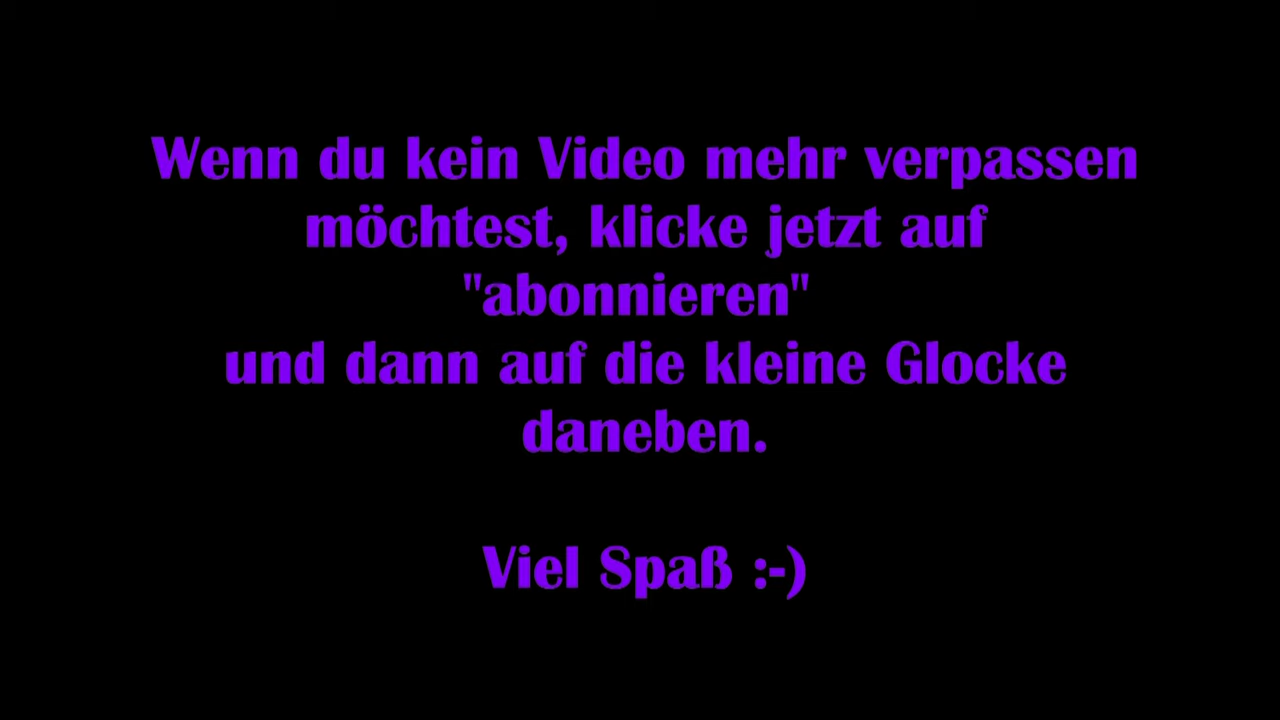 Wenn du kein Video mehr verpassen
möchtest, klicke jetzt auf
"abonnieren"
und dann auf die kleine Glocke
daneben.
Viel Spaß :-)